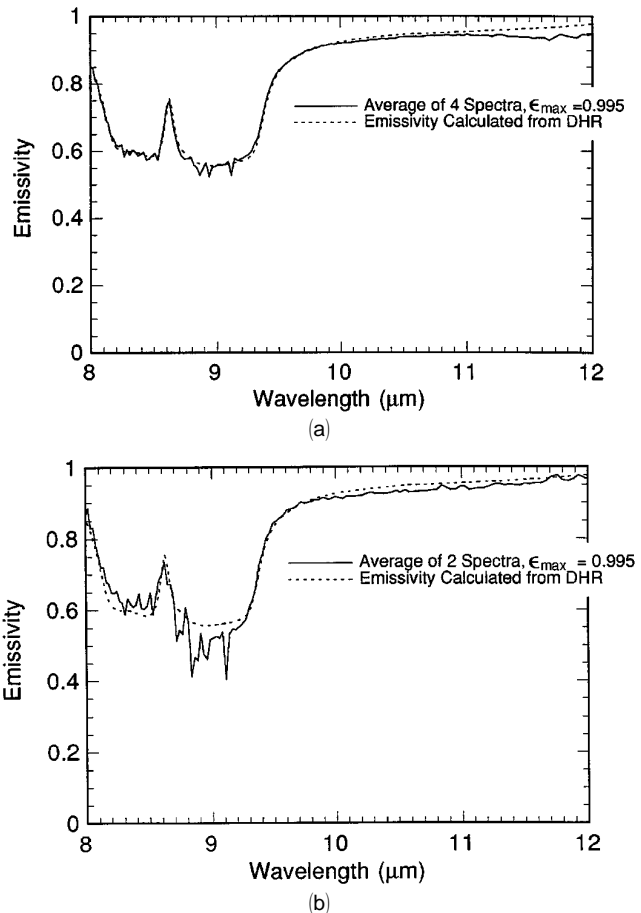 1
0.8
0.6
0.4
0.2
0
Emissivity
Average of 4 Spectra, ϵmax =0.995
Emissivity Calculated from DHR
8
9
10
11
12
Wavelength (μm)
(a)
1
0.8
0.6
0.4
0.2
0
Emissivity
Average of 2 Spectra, ϵmax = 0.995
Emissivity Calculated from DHR
8
9
10
11
12
Wavelength (μm)
(b)